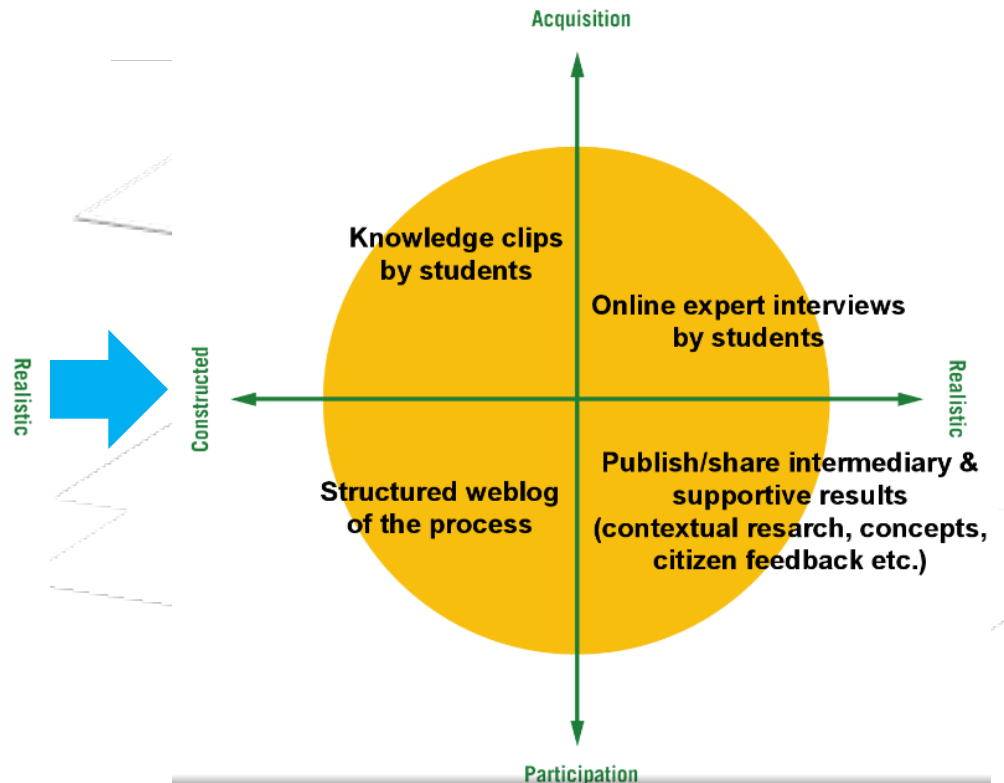 Acquisition
Knowledge clips
by students
Online expert interviews
by students
Realistic
Constructed
Realistic
Structured weblog
of the process
Publish/share intermediary &
supportive results
(contextual resarch, concepts,
citizen feedback etc.)
Participation